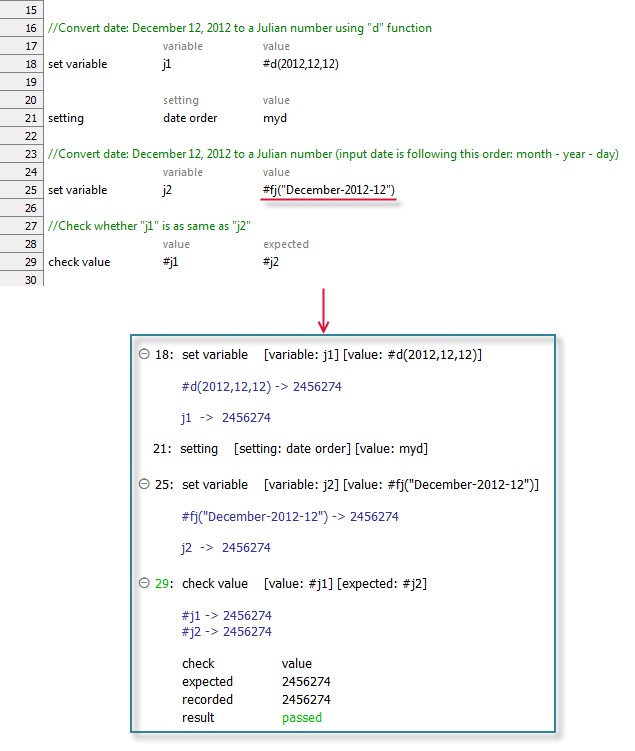 15
16 //Convert date: December 12, 2012 to a Julian number using "d" function
17 variable value
18 set variable j1 #d(2012,12,12)
19
20 setting value
21 setting date order myd
22
23 //Convert date: December 12, 2012 to a Julian number (input date is following this order: month - year - day)
24 variable value
25 set variable j2 #fj("December-2012-12")
26
27 //Check whether "j1" is as same as "j2"
28 value expected
29 check value #j1 #j2
30
18: set variable [variable: j1] [value: #d(2012,12,12)]
#d(2012,12,12) -> 2456274
j1 -> 2456274
21: setting [setting: date order] [value: myd]
25: set variable [variable: j2] [value: #fj("December-2012-12")]
#fj("December-2012-12") -> 2456274
j2 -> 2456274
29: check value [value: #j1] [expected: #j2]
#j1 -> 2456274
#j2 -> 2456274
check value
expected 2456274
recorded 2456274
result passed